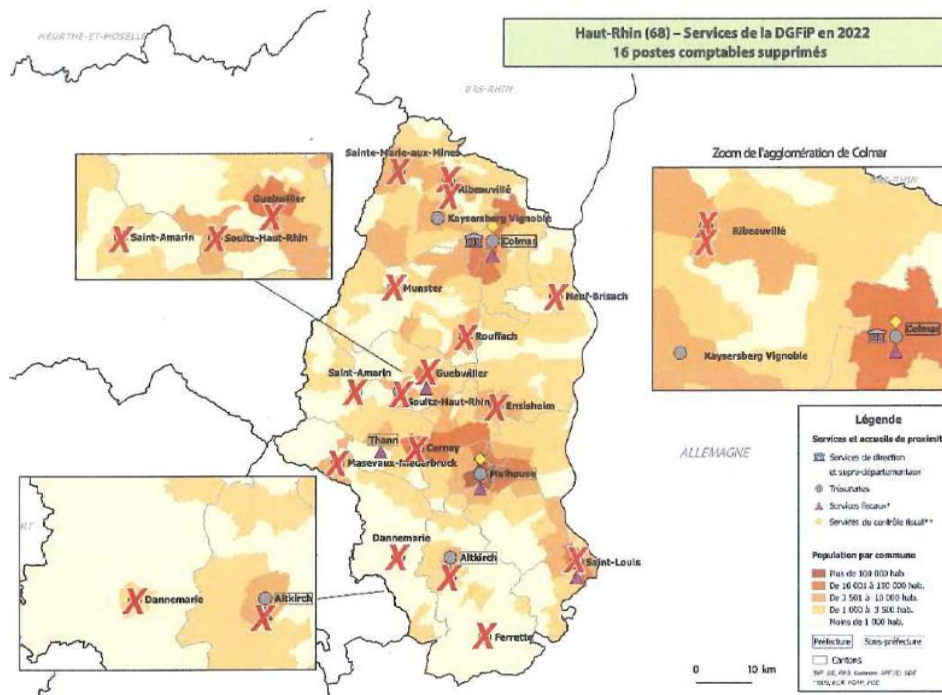 MEURTHE-ET-MOSELLE
Haut-Rhin (68) – Services de la DGFiP en 2022
16 postes comptables supprimés
BAS-RHIN
Zoom de l'agglomération de Colmar
BAS-RHIN
Sainte-Marie-aux-Mines
Ribeauvillé
Kaysersberg Vignoble
Colmar
Guebwiller
Saint-Amarin
Soultz-Haut-Rhin
Ribeauvillé
Colmar
Kaysersberg Vignoble
Munster
Neuf-Brisach
Rouffach
Guebwiller
Saint-Amarin
Soultz-Haut-Rhin
Ensisheim
Thann
Cernay
Masevaux-Niederbruck
Mulhouse
ALLEMAGNE
Dannemarie
Altkirch
Saint-Louis
Ferrette
Dannemarie
Altkirch
Légende
Services et accueils de proximit
Services de direction
et supra-départementaux
Trésoreries
Services fiscaux*
Services du contrôle fiscal**
Population par commune
Plus de 100 000 hab.
De 10 001 à 100 000 hab.
De 3 501 à 10 000 hab.
De 1 000 à 3 500 hab.
Moins de 1 000 hab.
Préfecture
Sous-préfecture
Cantons
0 10 km